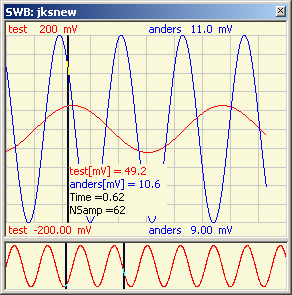 SWB: jksnew
test 200 mV anders 11.0 mV
test[mV] = 49.2
anders[mV] = 10.6
Time =0.62
NSamp =62
test -200.00 mV anders 9.00 mV